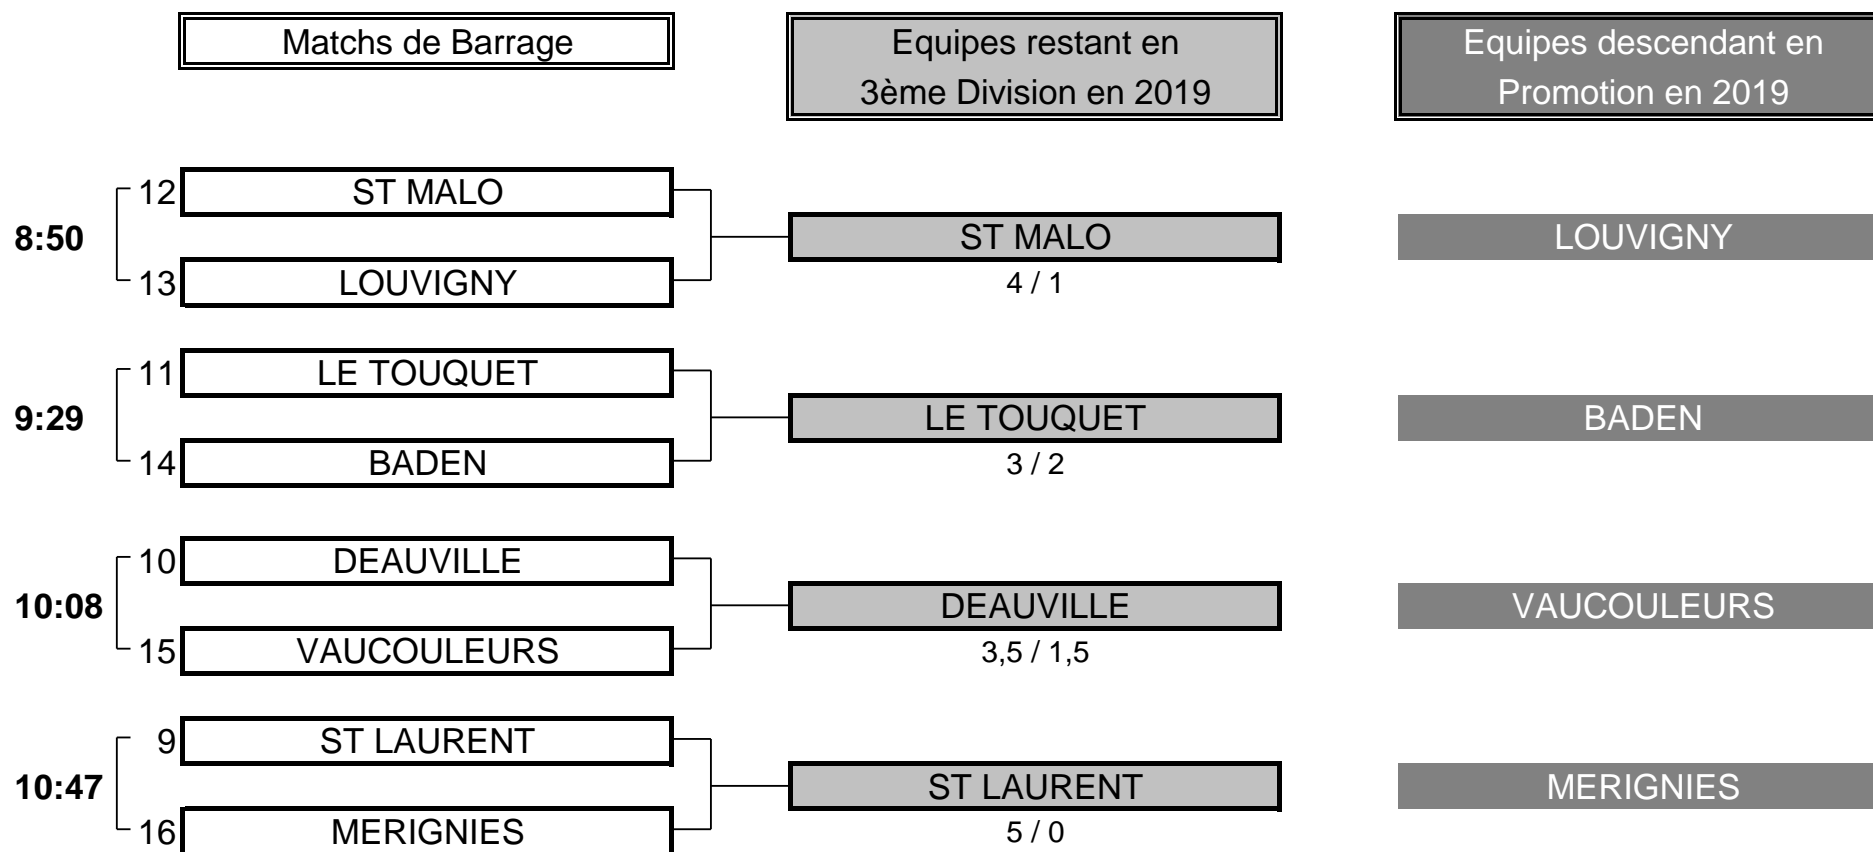 Matchs de Barrage
Equipes restant en
3ème Division en 2019
Equipes descendant en
Promotion en 2019
12 ST MALO
8:50 ST MALO LOUVIGNY
13 LOUVIGNY 4 / 1
11 LE TOUQUET
9:29 LE TOUQUET BADEN
14 BADEN 3 / 2
10 DEAUVILLE
10:08 DEAUVILLE VAUCOULEURS
15 VAUCOULEURS 3,5 / 1,5
9 ST LAURENT
10:47 ST LAURENT MERIGNIES
16 MERIGNIES 5 / 0